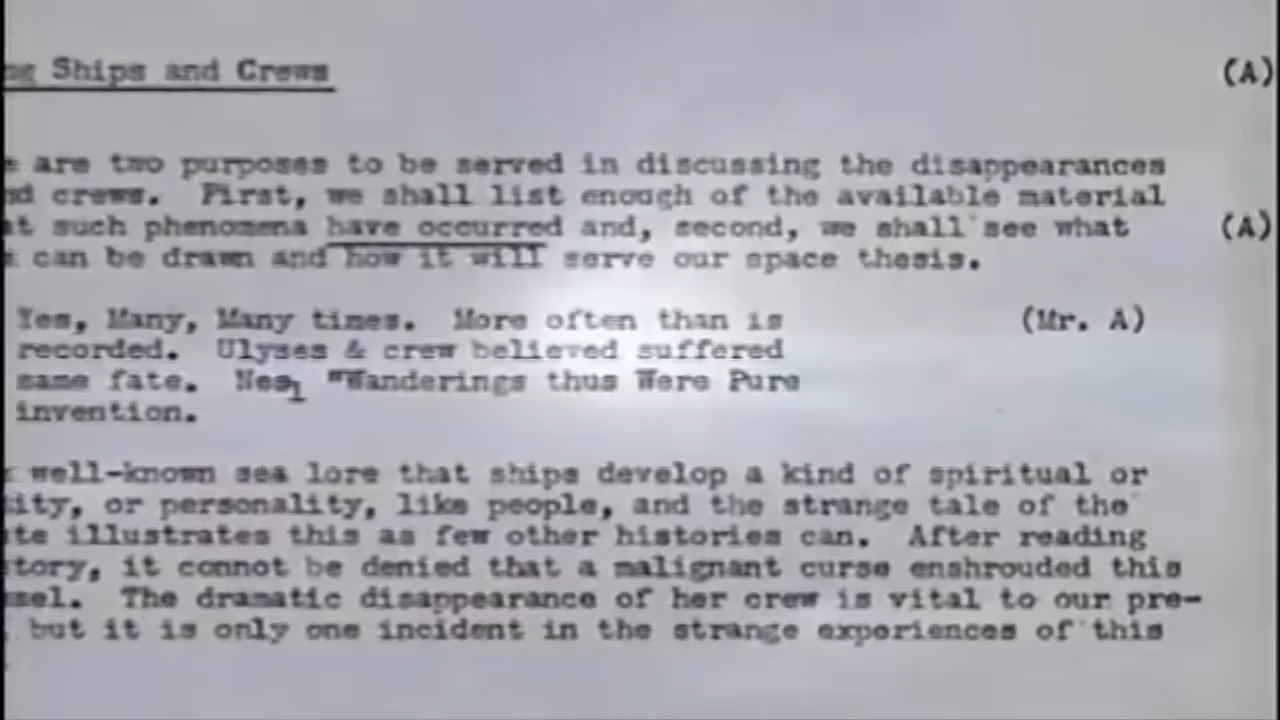 Ships and Crews (A)
are two purposes to be served in discussing the disappearances
crews. First, we shall list enough of the available material
such phenomena have occurred and, second, we shall see what (A)
can be drawn and how it will serve our space thesis.
Yes, Many, Many times. More often than is (Mr. A)
recorded. Ulyses & crew believed suffered
same fate. "Wanderings thus Were Pure
invention.
well-known sea lore that ships develop a kind of spiritual or
ity, or personality, like people, and the strange tale of the
te illustrates this as few other histories can. After reading
tory, it connot be denied that a malignant curse enshrouded this
sel. The dramatic disappearance of her crew is vital to our pre-
but it is only one incident in the strange experiences of this